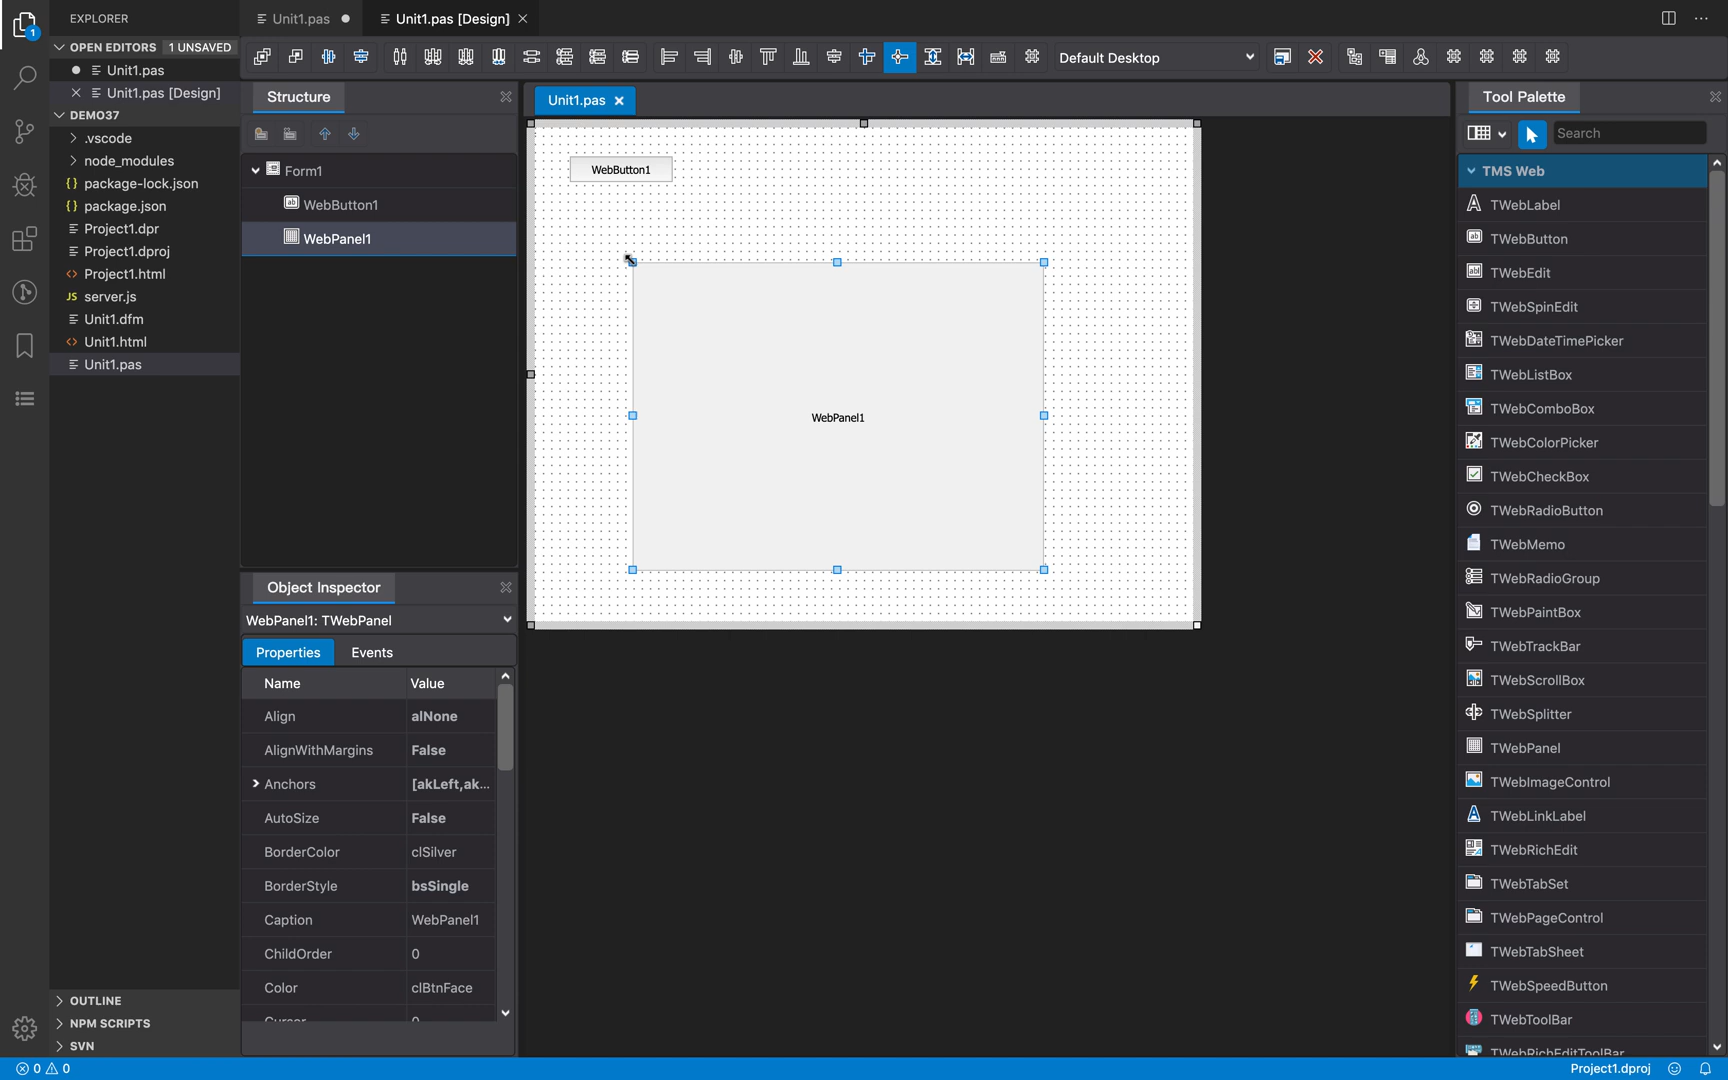 EXPLORER
Unit1.pas
Unit1.pas [Design]
OPEN EDITORS
1 UNSAVED
Unit1.pas
Unit1.pas [Design]
DEMO37
.vscode
node_modules
package-lock.json
package.json
Project1.dpr
Project1.dproj
Project1.html
JS server.js
Unit1.dfm
Unit1.html
Unit1.pas
OUTLINE
NPM SCRIPTS
SVN
1
Default Desktop
Structure
Form1
WebButton1
WebPanel1
Object Inspector
WebPanel1: TWebPanel
Properties
Events
Name Value
Align alNone
AlignWithMargins False
Anchors [akLeft,ak...
AutoSize False
BorderColor clSilver
BorderStyle bsSingle
Caption WebPanel1
ChildOrder 0
Color clBtnFace
Cursor 0
Unit1.pas
WebButton1
WebPanel1
Tool Palette
Search
TMS Web
TWebLabel
TWebButton
TWebEdit
TWebSpinEdit
TWebDateTimePicker
TWebListBox
TWebComboBox
TWebColorPicker
TWebCheckBox
TWebRadioButton
TWebMemo
TWebRadioGroup
TWebPaintBox
TWebTrackBar
TWebScrollBox
TWebSplitter
TWebPanel
TWebImageControl
TWebLinkLabel
TWebRichEdit
TWebTabSet
TWebPageControl
TWebTabSheet
TWebSpeedButton
TWebToolBar
TWebRichEditToolBar
0 0
Project1.dproj